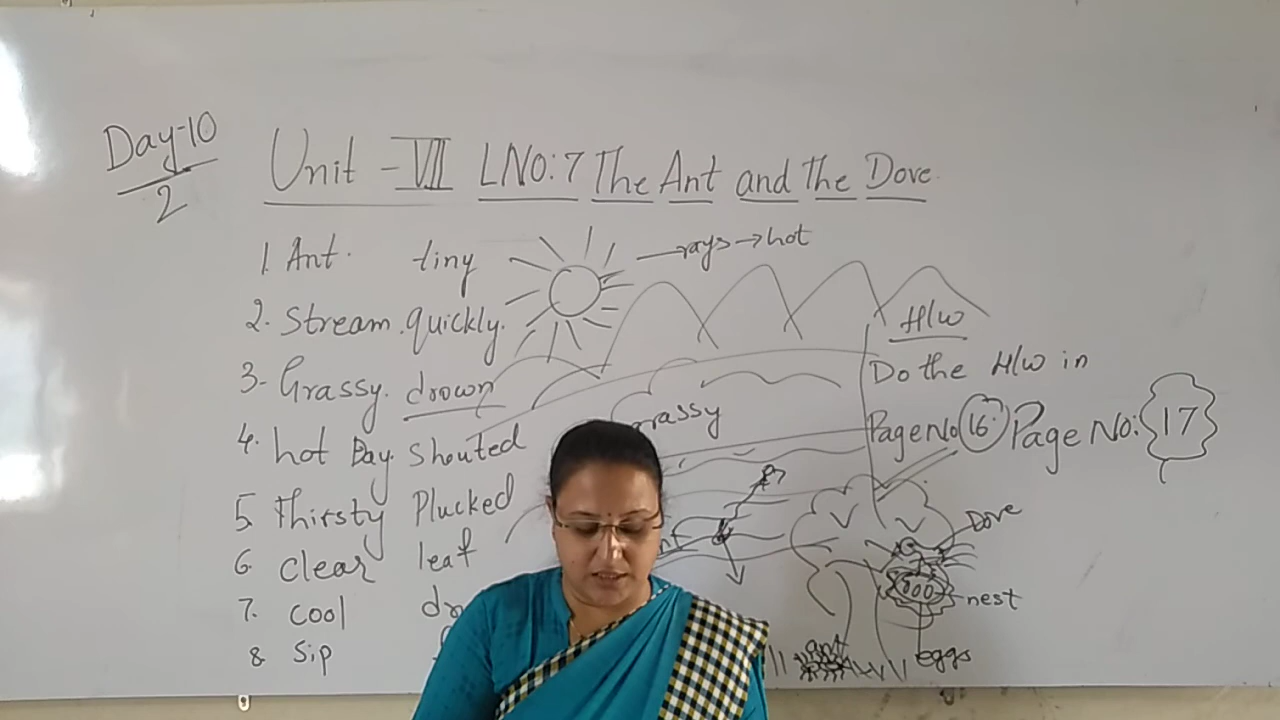 Day-10
2
Unit - VII LNO: 7 The Ant and The Dove.
1. Ant. tiny
rays → hot
2. Stream. quickly.
3- Grassy. drown
4. hot Day. Shouted
5. Thirsty Plucked
6. clear leaf
7. Cool
8. Sip
grassy
H/w
Do the H/w in
Page No 16. Page No: 17
Dove
nest
eggs
ant